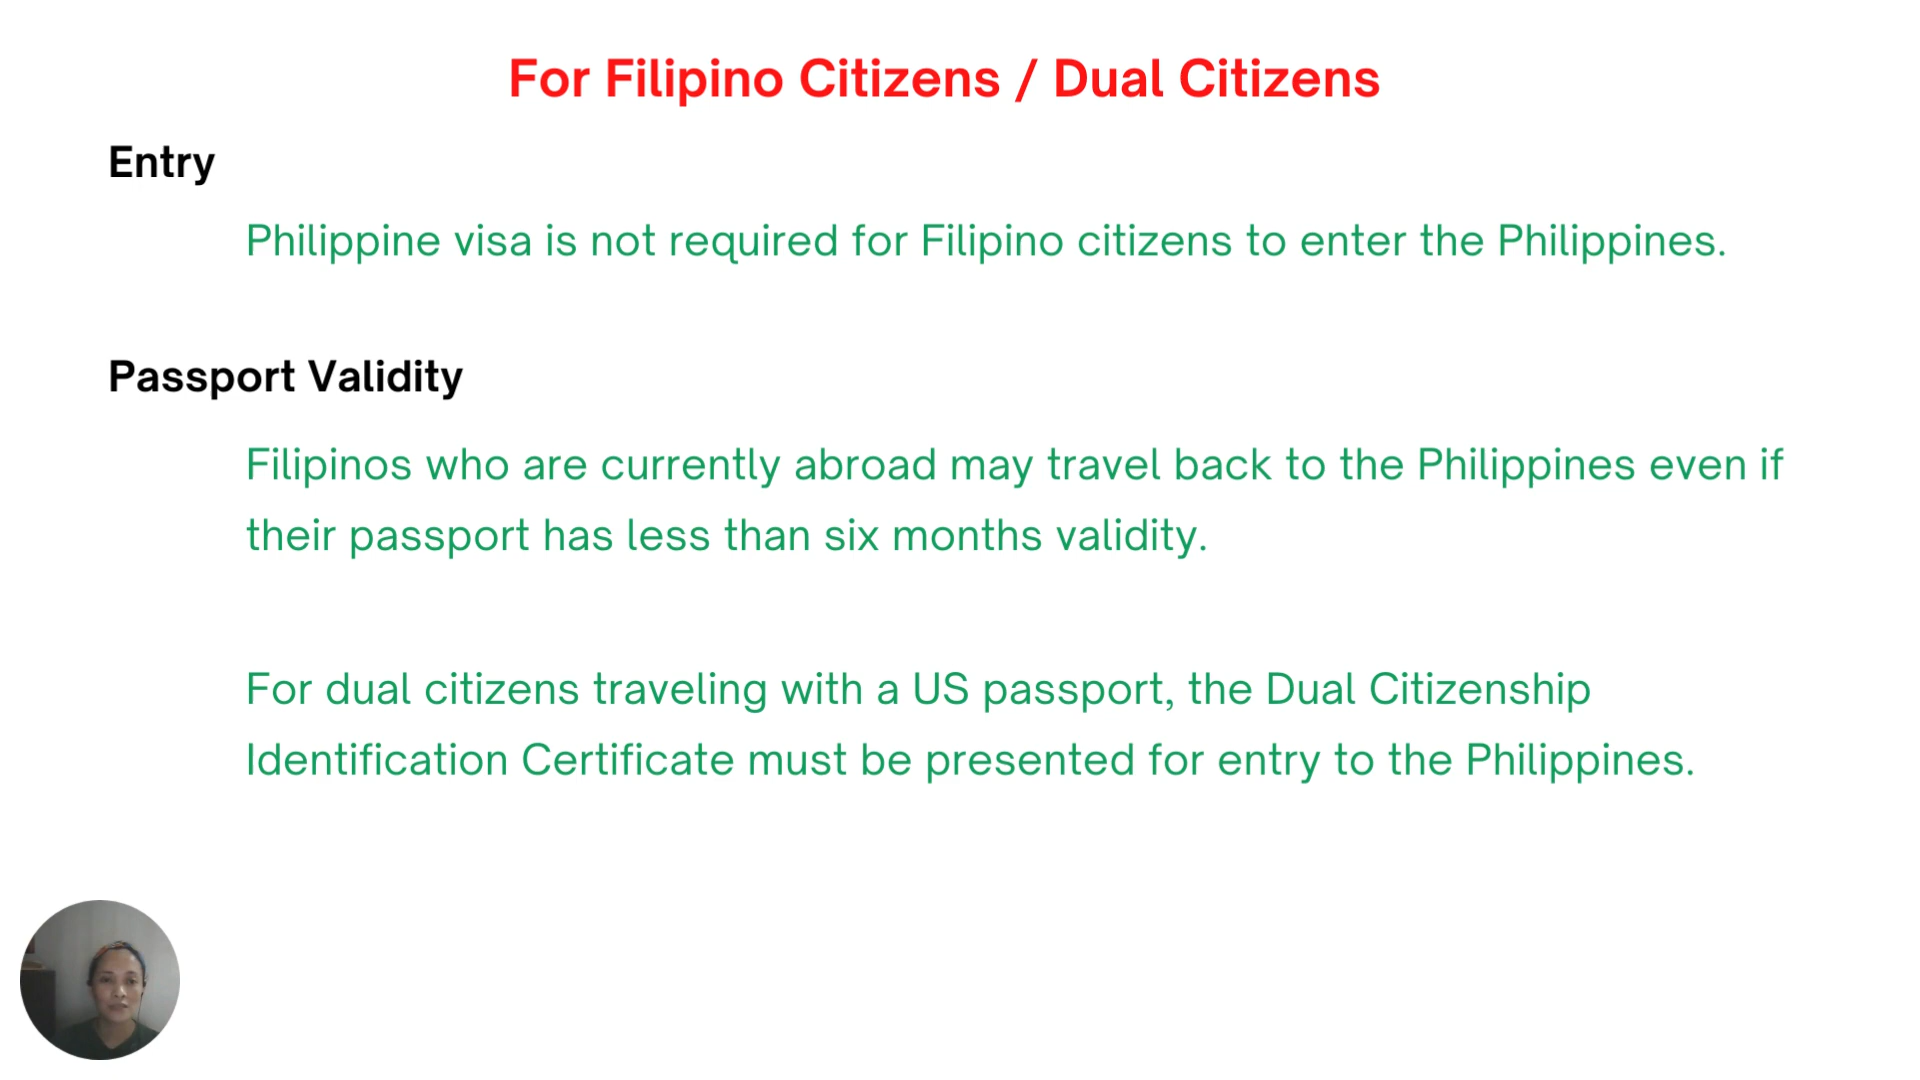 For Filipino Citizens / Dual Citizens
Entry
Philippine visa is not required for Filipino citizens to enter the Philippines.
Passport Validity
Filipinos who are currently abroad may travel back to the Philippines even if
their passport has less than six months validity.
For dual citizens traveling with a US passport, the Dual Citizenship
Identification Certificate must be presented for entry to the Philippines.